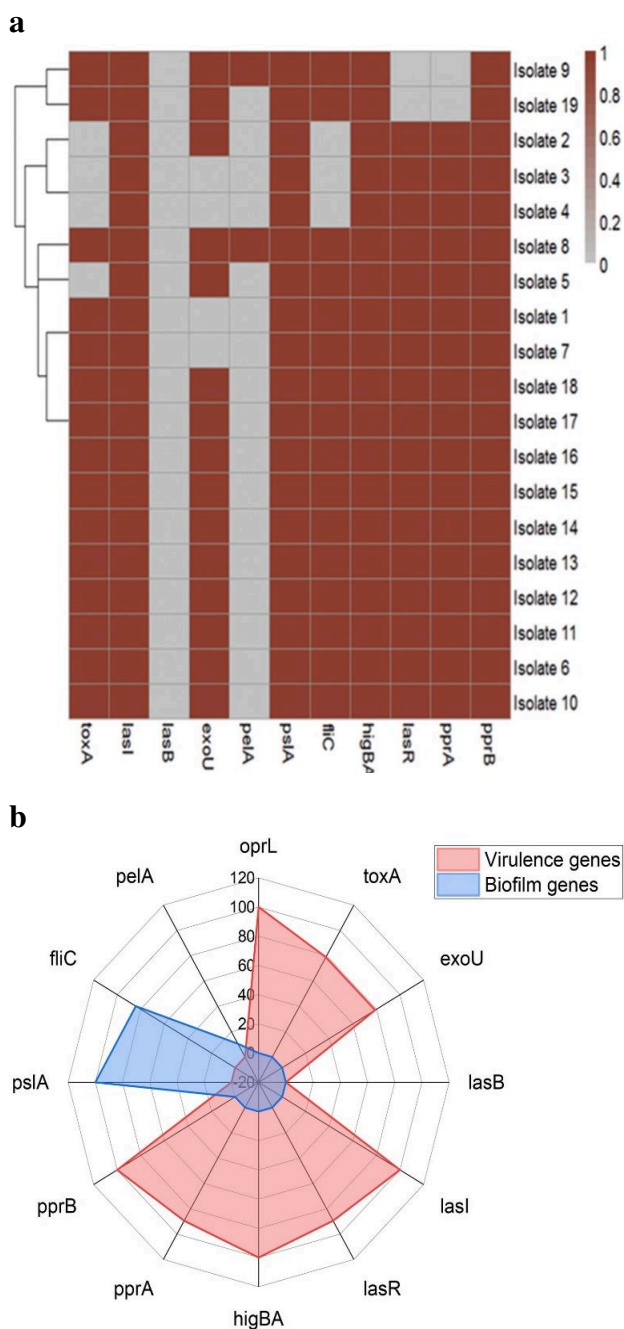 a
Isolate 9
Isolate 19
Isolate 2
Isolate 3
Isolate 4
Isolate 8
Isolate 5
Isolate 1
Isolate 7
Isolate 18
Isolate 17
Isolate 16
Isolate 15
Isolate 14
Isolate 13
Isolate 12
Isolate 11
Isolate 6
Isolate 10
1
0.8
0.6
0.4
0.2
0
toxA
lasI
lasB
exoU
pelA
pslA
fliC
higBA
lasR
pprA
pprB
b
Virulence genes
Biofilm genes
oprL
toxA
exoU
lasB
lasI
lasR
higBA
pprA
pprB
pslA
fliC
pelA
120
100
80
60
40
20
0
-20